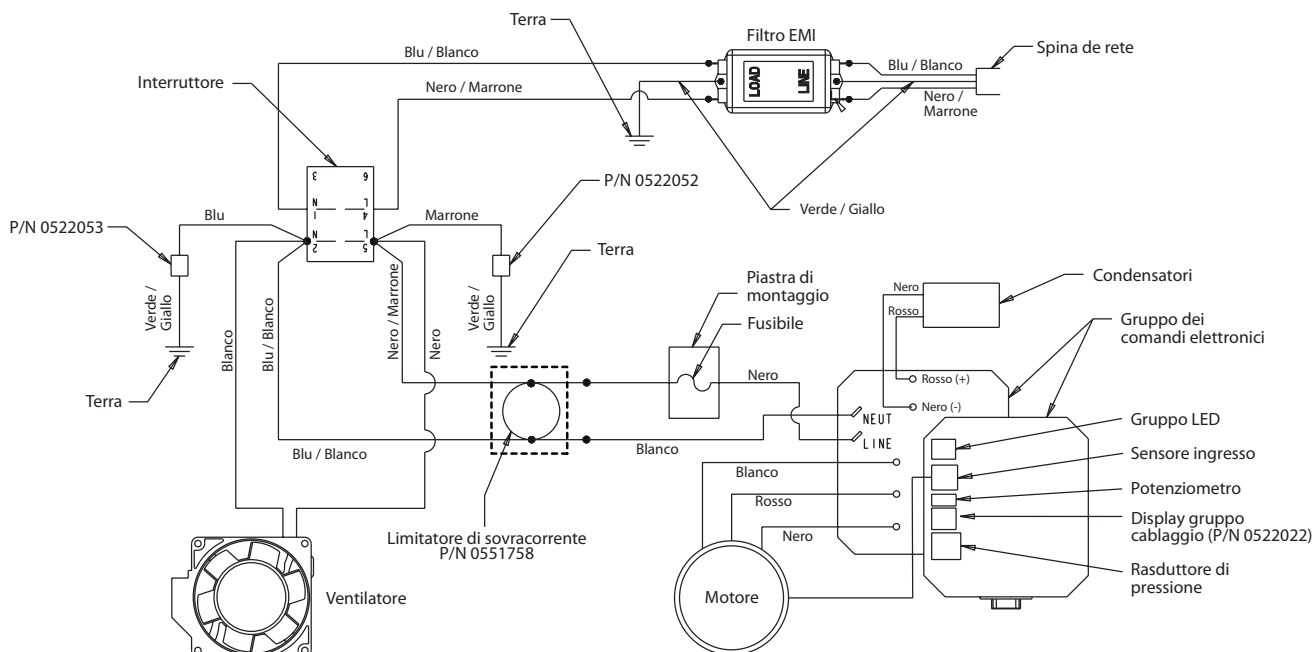 Terra
Filtro EMI
Blu / Blanco
Spina de rete
Interruttore
Blu / Blanco
LOAD
LINE
Nero / Marrone
Nero /
Marrone
3
6
P/N 0522052
N
1
L
4
Verde / Giallo
P/N 0522053
Blu
Marrone
N
2
L
5
Terra
Verde /
Giallo
Blanco
Blu / Blanco
Nero / Marrone
Nero
Verde /
Giallo
Piastra di
montaggio
Fusibile
Nero
Rosso
Condensatori
Gruppo dei
comandi elettronici
Terra
Nero
Rosso (+)
Nero (-)
NEUT
LINE
Gruppo LED
Blu / Blanco
Blanco
Sensore ingresso
Blanco
Rosso
Nero
Potenziometro
Display gruppo
cablaggio (P/N 0522022)
Limitatore di sovracorrente
P/N 0551758
Rasduttore di
pressione
Ventilatore
Motore